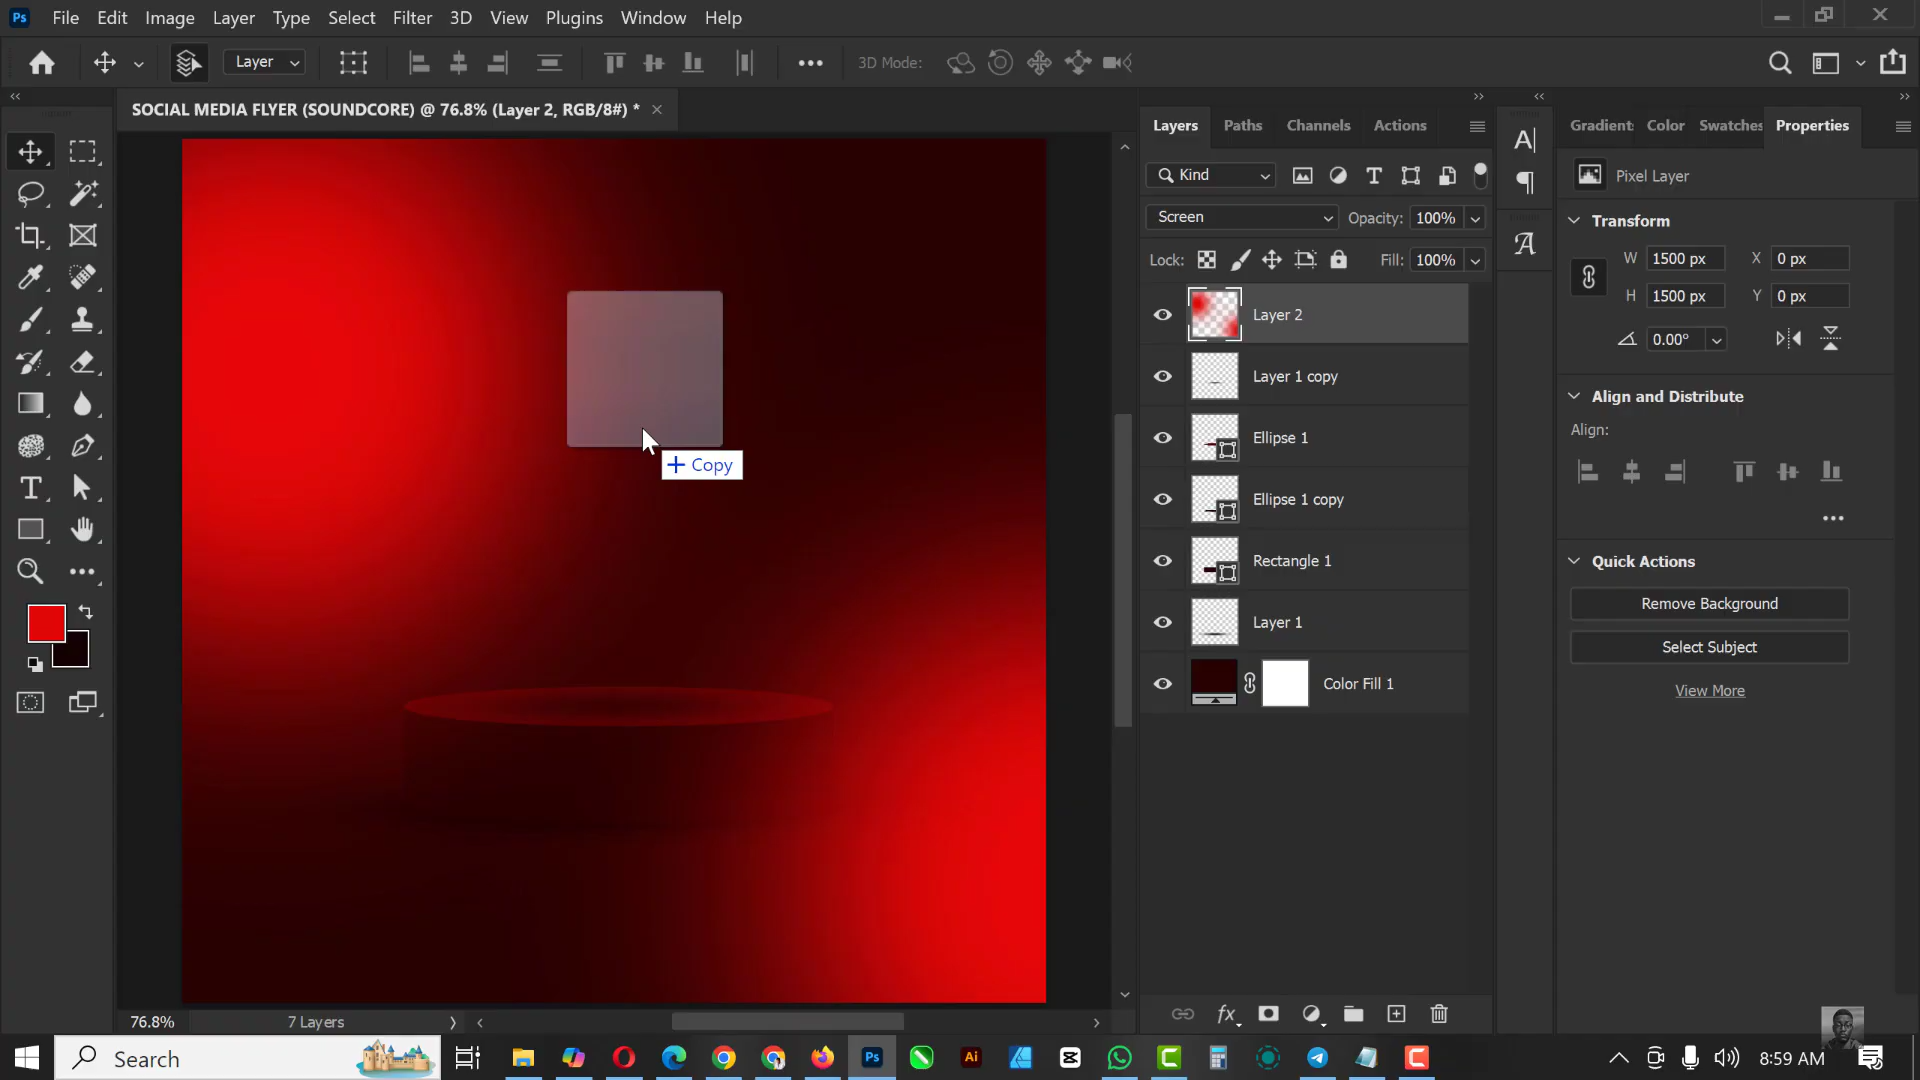 Ps File Edit Image Layer Type Select Filter 3D View Plugins Window Help
Layer 3D Mode:
SOCIAL MEDIA FLYER (SOUNDCORE) @ 76.8% (Layer 2, RGB/8#) *
Layers Paths Channels Actions
Gradient Color Swatches Properties
Kind
Pixel Layer
Screen Opacity: 100%
Transform
Lock: Fill: 100%
W 1500 px X 0 px
H 1500 px Y 0 px
0.00°
Layer 2
Layer 1 copy
Align and Distribute
Align:
Ellipse 1
Copy
Ellipse 1 copy
Rectangle 1
Quick Actions
Remove Background
Layer 1
Select Subject
Color Fill 1
View More
76.8% 7 Layers
fx
Search
Ps Ai
8:59 AM